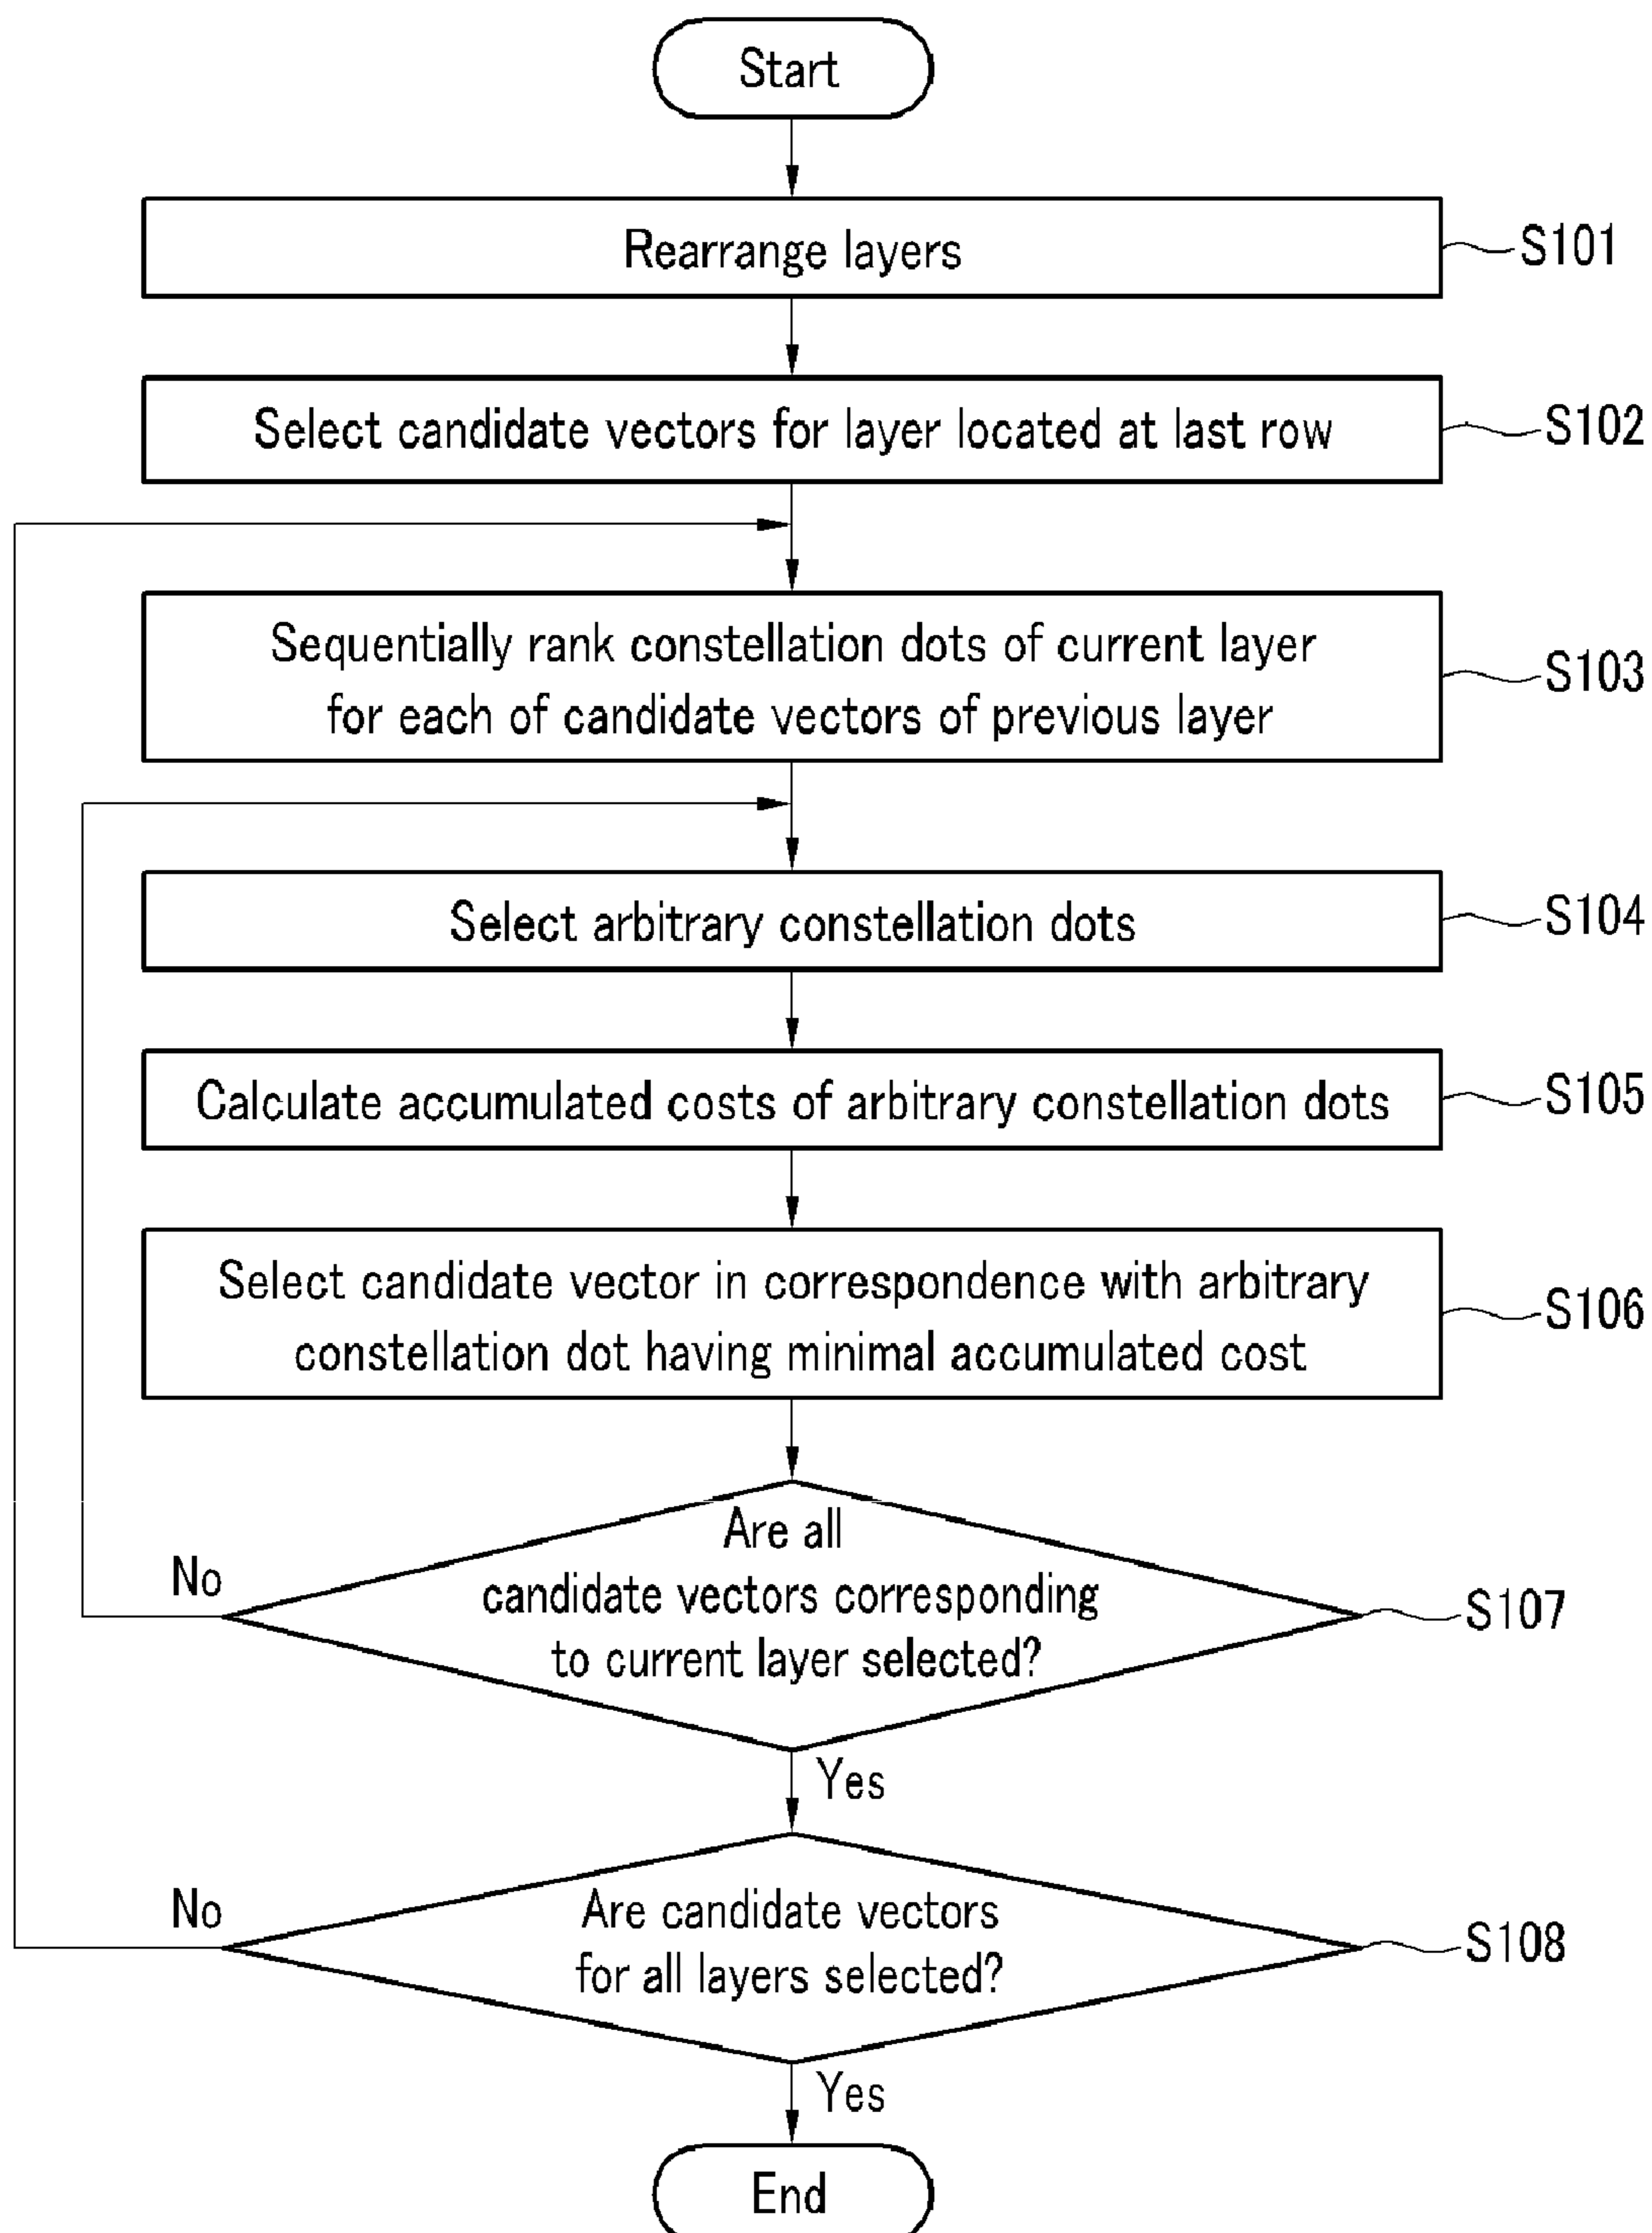 Start
Rearrange layers
S101
Select candidate vectors for layer located at last row
S102
Sequentially rank constellation dots of current layer
for each of candidate vectors of previous layer
S103
Select arbitrary constellation dots
S104
Calculate accumulated costs of arbitrary constellation dots
S105
Select candidate vector in correspondence with arbitrary
constellation dot having minimal accumulated cost
S106
Are all
candidate vectors corresponding
to current layer selected?
No
S107
Yes
Are candidate vectors
for all layers selected?
No
S108
Yes
End